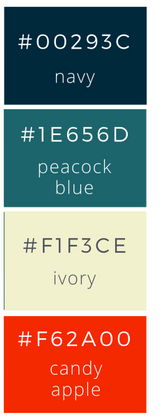 #00293C
navy
#1E656D
peacock
blue
#F1F3CE
ivory
#F62A00
candy
apple